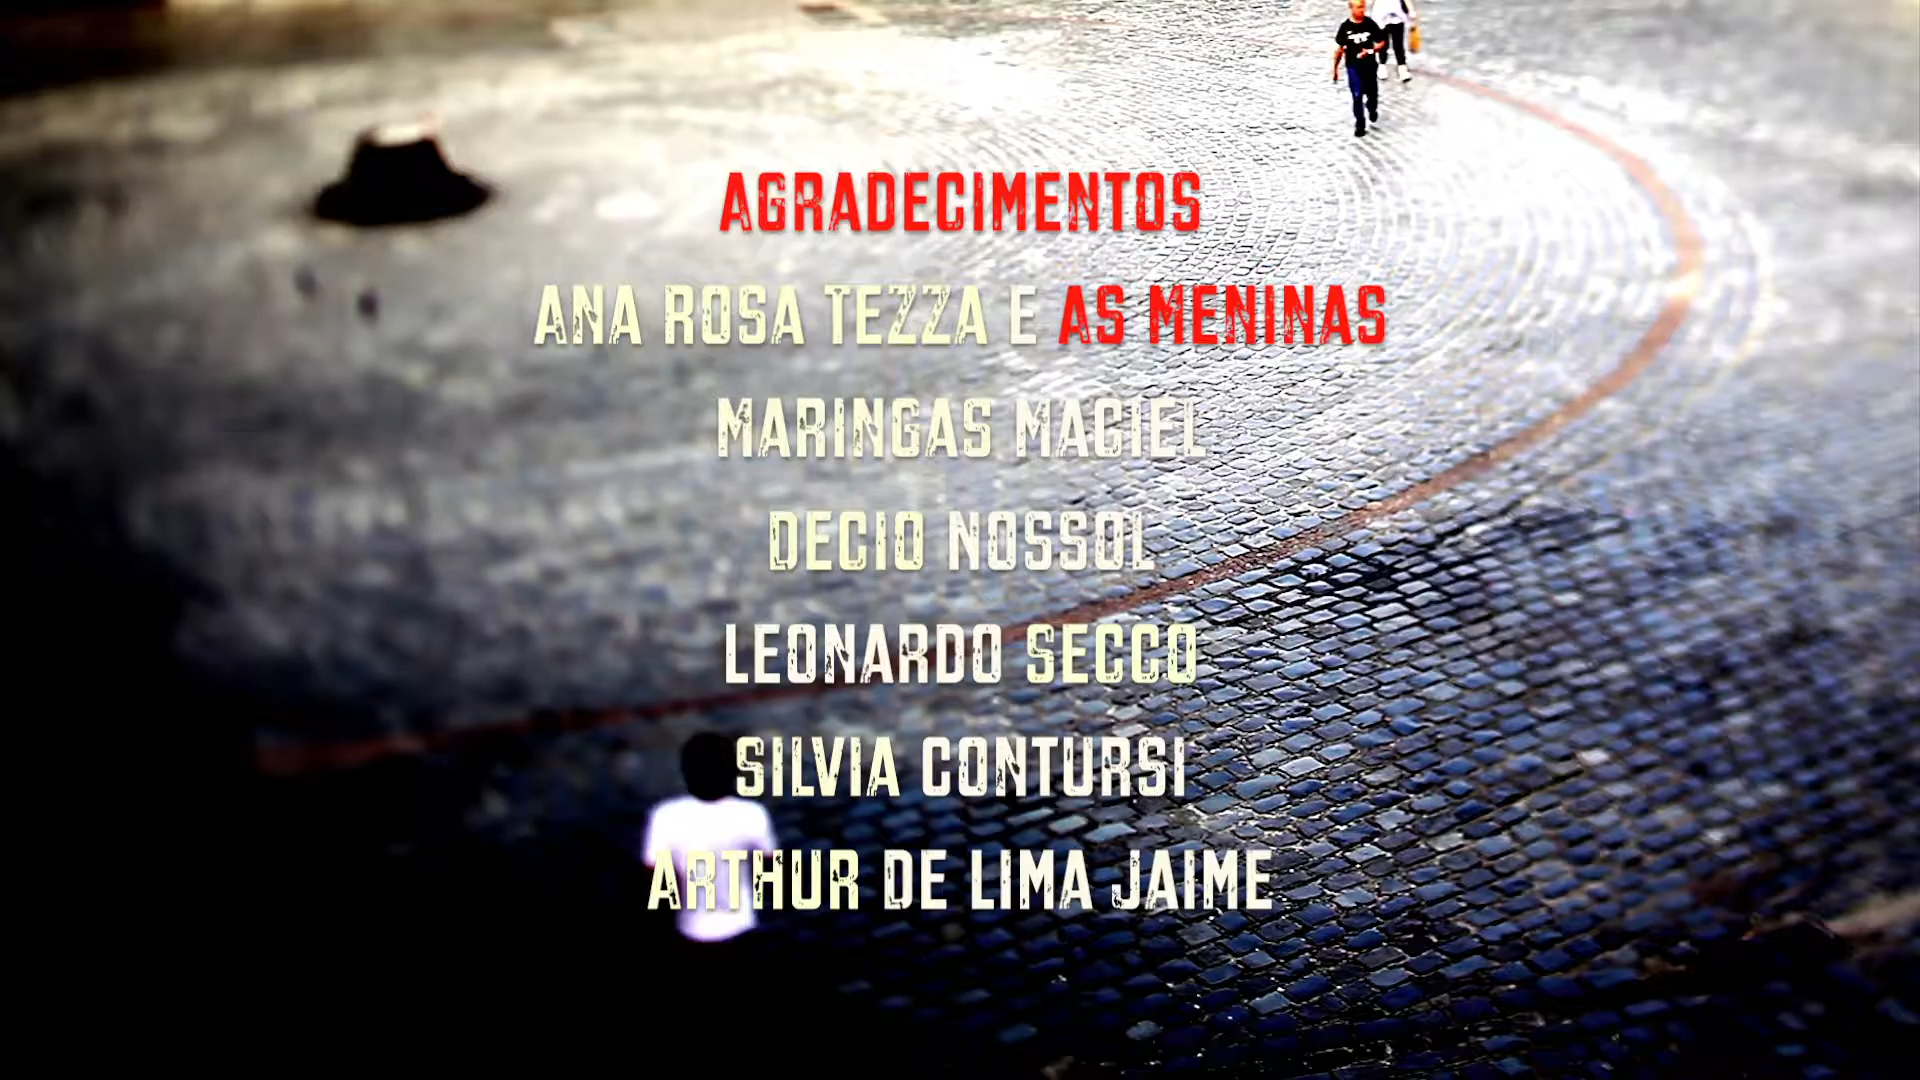 AGRADECIMENTOS
ANA ROSA TEZZA E AS MENINAS
MARINGAS MACIEL
DECIO NOSSOL
LEONARDO SECCO
SILVIA CONTURSI
ARTHUR DE LIMA JAIME